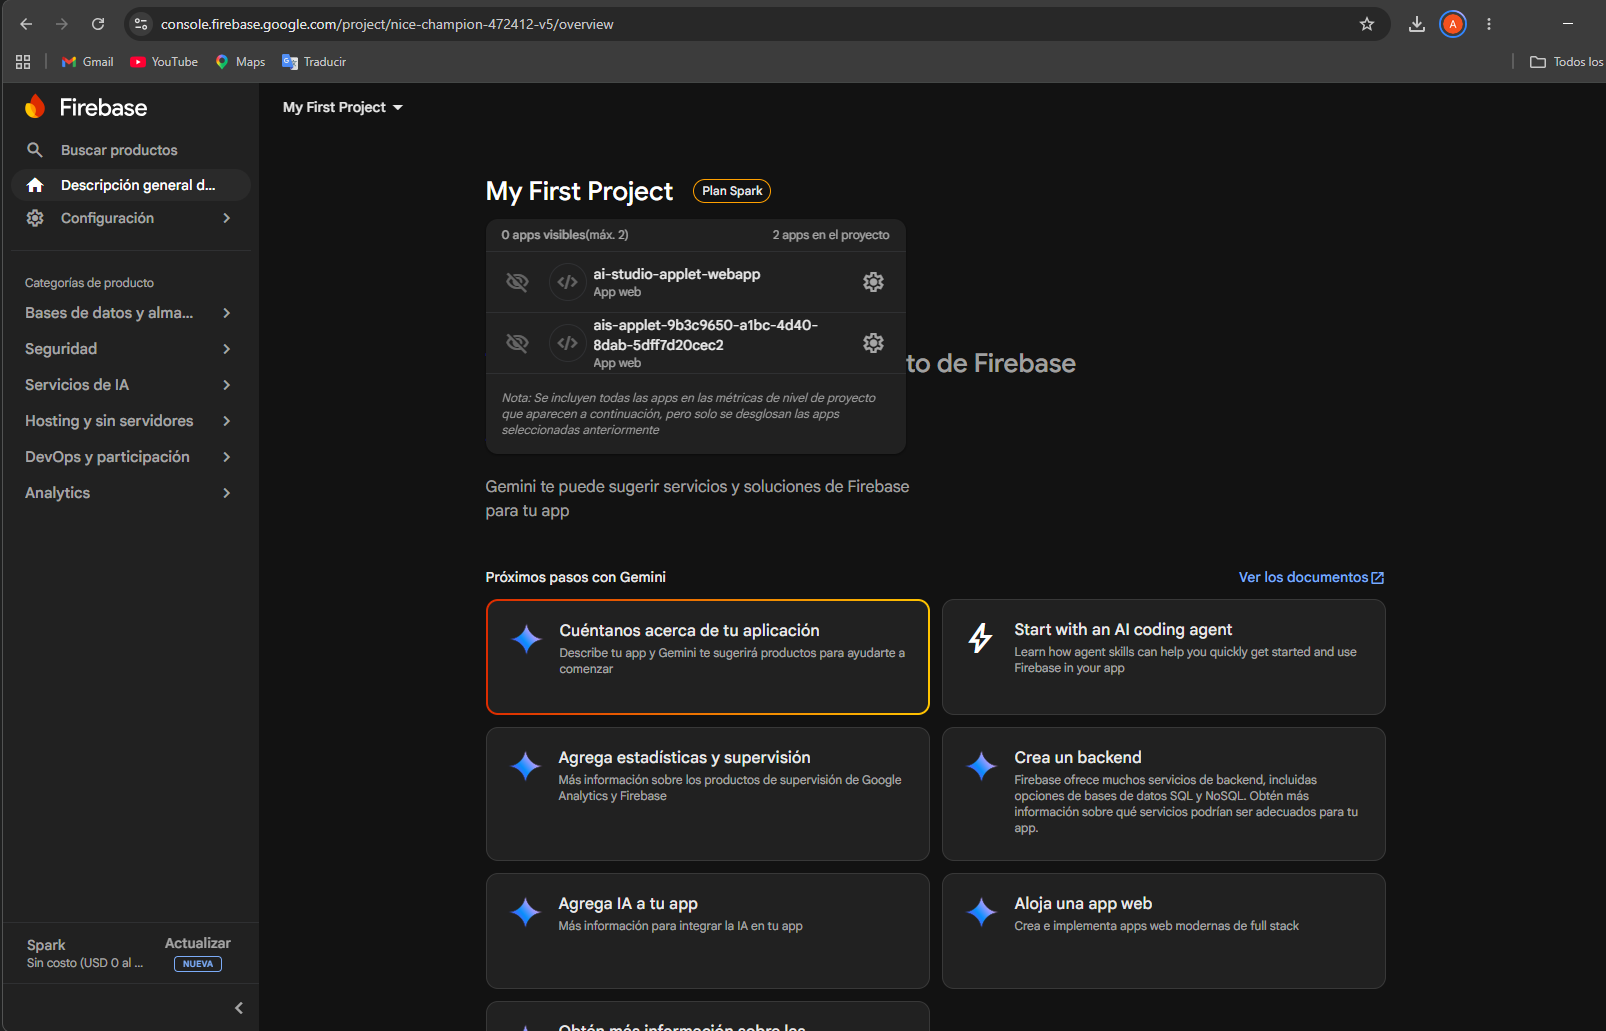 console.firebase.google.com/project/nice-champion-472412-v5/overview
A
Gmail
YouTube
Maps
Traducir
Todos los
Firebase
Buscar productos
Descripción general d...
Configuración
Categorías de producto
Bases de datos y alma...
Seguridad
Servicios de IA
Hosting y sin servidores
DevOps y participación
Analytics
Spark
Sin costo (USD 0 al ...
Actualizar
NUEVA
My First Project
My First Project
Plan Spark
0 apps visibles(máx. 2)
2 apps en el proyecto
ai-studio-applet-webapp
App web
ais-applet-9b3c9650-a1bc-4d40-
8dab-5dff7d20cec2
App web
Nota: Se incluyen todas las apps en las métricas de nivel de proyecto
que aparecen a continuación, pero solo se desglosan las apps
seleccionadas anteriormente
to de Firebase
Gemini te puede sugerir servicios y soluciones de Firebase
para tu app
Próximos pasos con Gemini
Ver los documentos
Cuéntanos acerca de tu aplicación
Describe tu app y Gemini te sugerirá productos para ayudarte a
comenzar
Start with an AI coding agent
Learn how agent skills can help you quickly get started and use
Firebase in your app
Agrega estadísticas y supervisión
Más información sobre los productos de supervisión de Google
Analytics y Firebase
Crea un backend
Firebase ofrece muchos servicios de backend, incluidas
opciones de bases de datos SQL y NoSQL. Obtén más
información sobre qué servicios podrían ser adecuados para tu
app.
Agrega IA a tu app
Más información para integrar la IA en tu app
Aloja una app web
Crea e implementa apps web modernas de full stack
Obtén más información sobre las